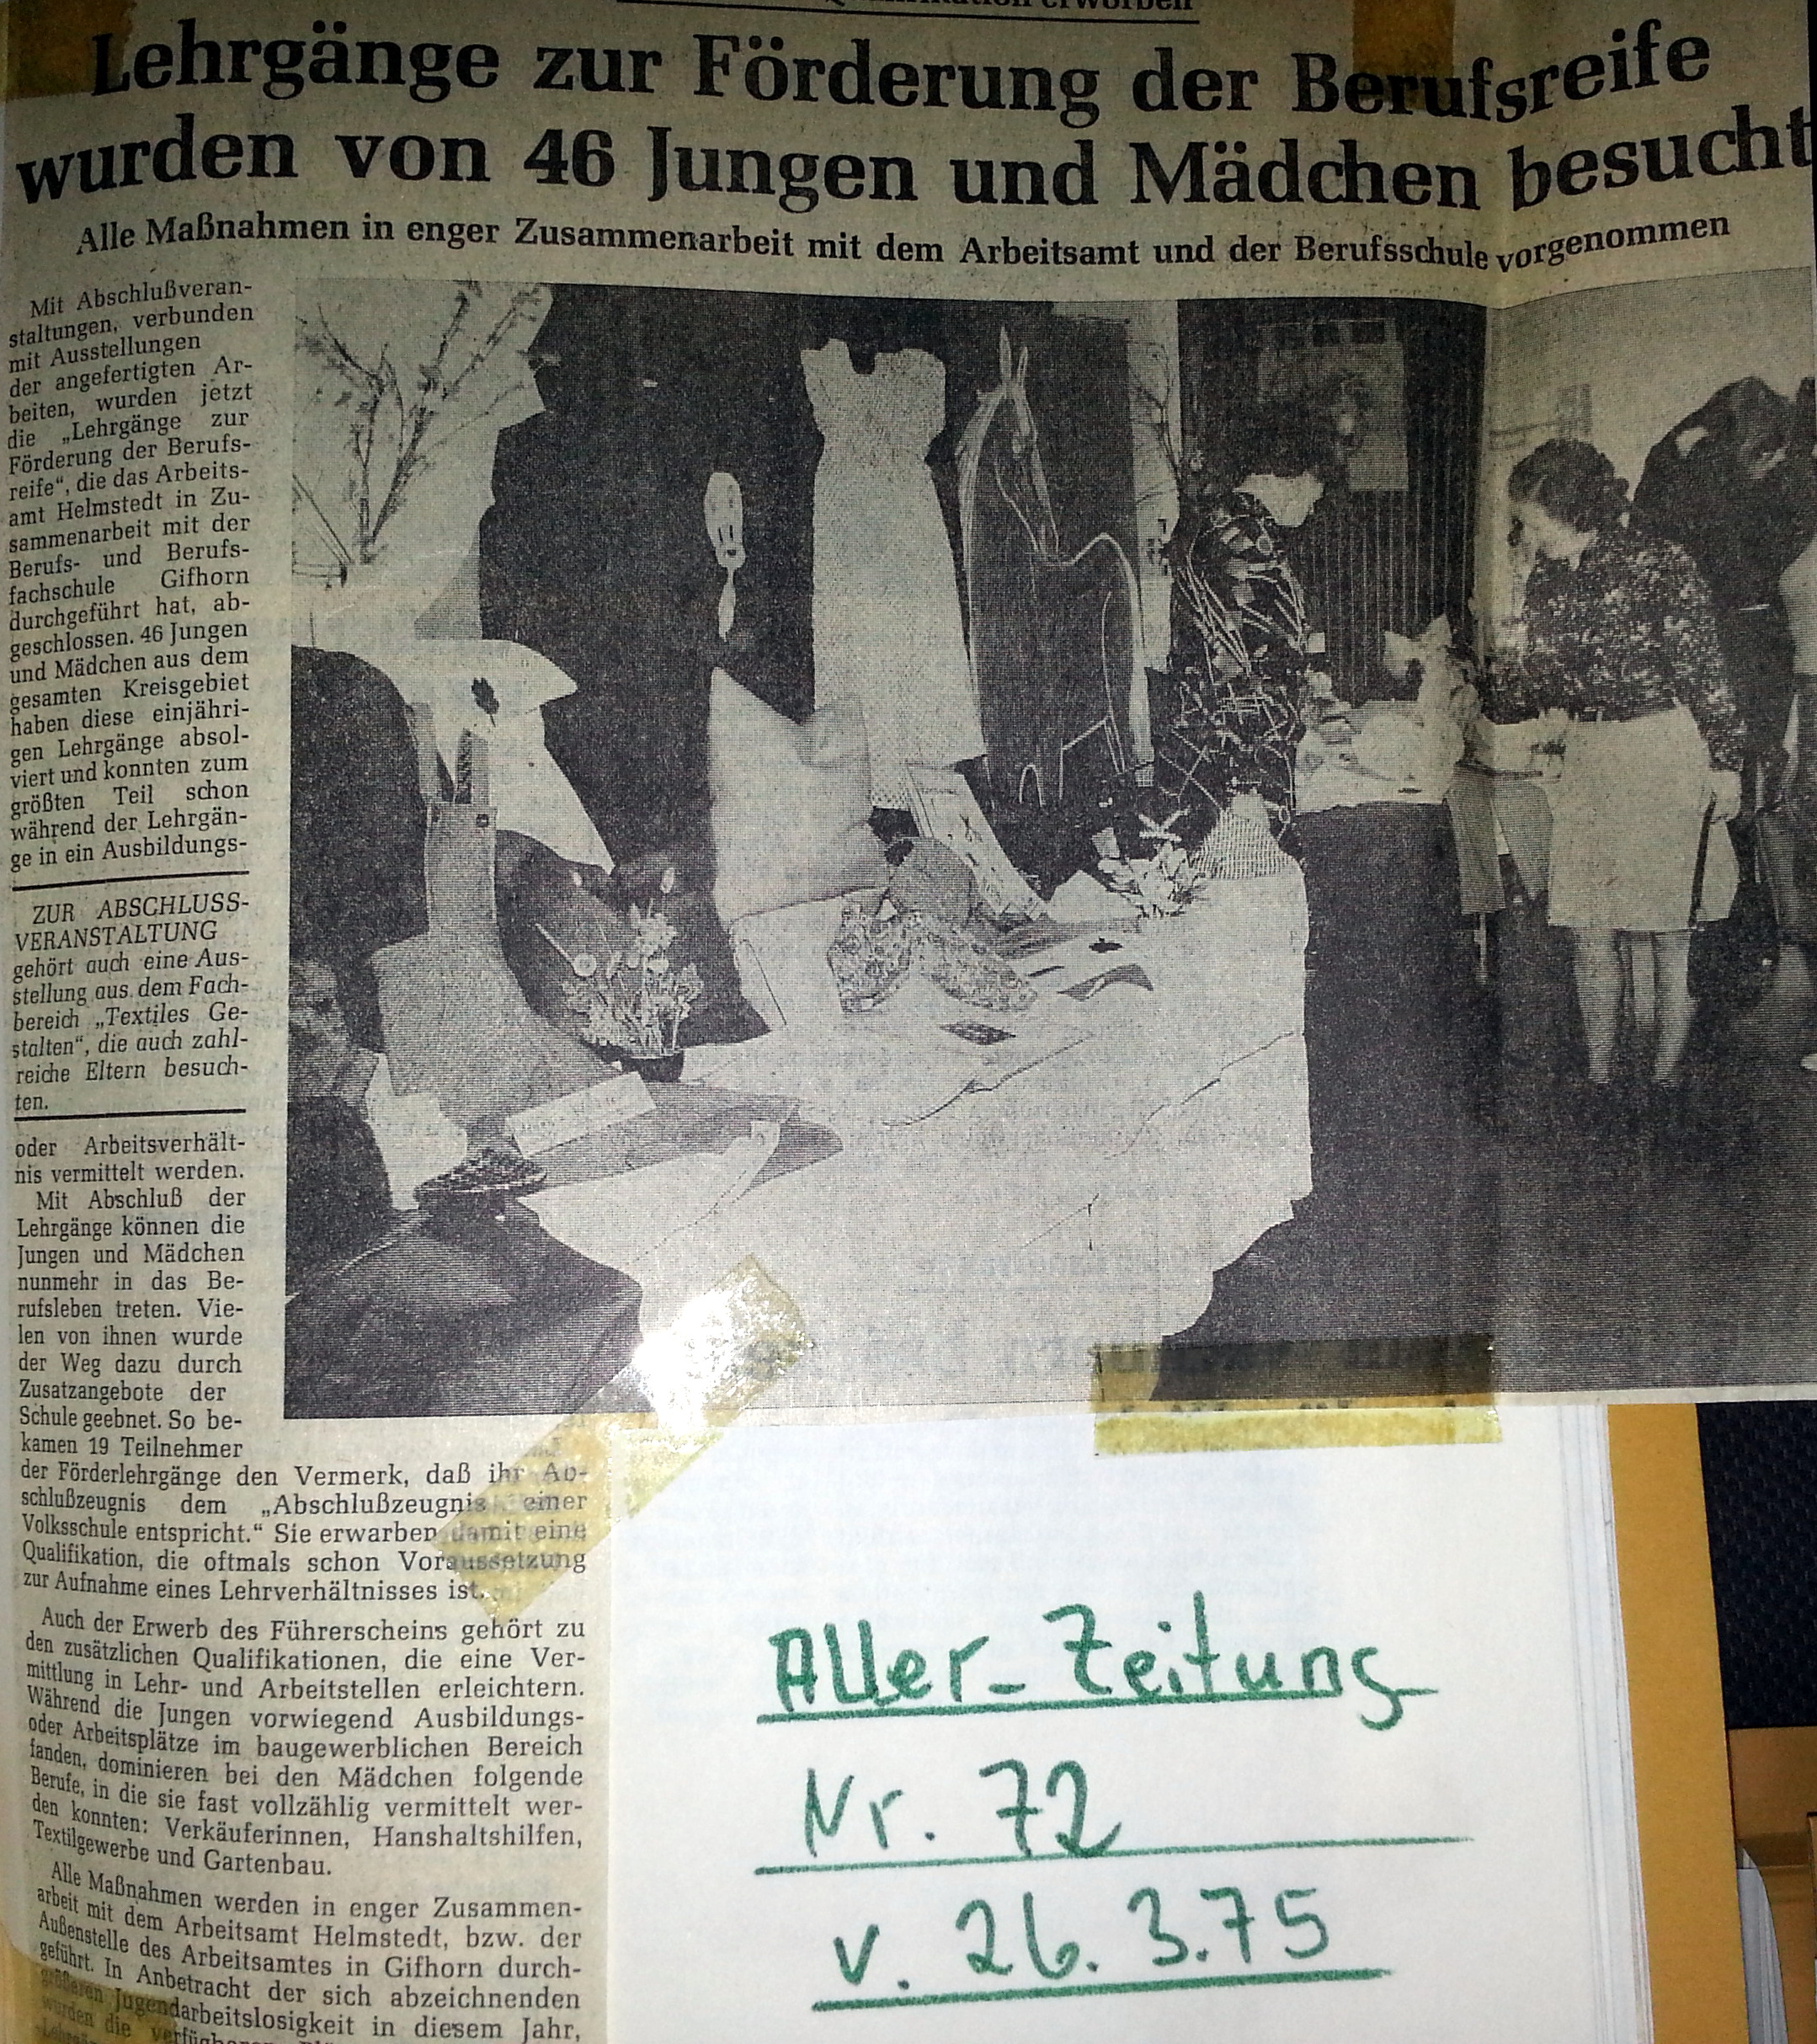 erworben
Lehrgänge zur Förderung der Berufsreife
wurden von 46 Jungen und Mädchen besucht
Alle Maßnahmen in enger Zusammenarbeit mit dem Arbeitsamt und der Berufsschule vorgenommen
Mit Abschlußveran-
staltungen, verbunden
mit Ausstellungen
der angefertigten Ar-
beiten, wurden jetzt
die „Lehrgänge zur
Förderung der Berufs-
reife“, die das Arbeits-
amt Helmstedt in Zu-
sammenarbeit mit der
Berufs- und Berufs-
fachschule Gifhorn
durchgeführt hat, ab-
geschlossen. 46 Jungen
und Mädchen aus dem
gesamten Kreisgebiet
haben diese einjähri-
gen Lehrgänge absol-
viert und konnten zum
größten Teil schon
während der Lehrgän-
ge in ein Ausbildungs-
ZUR ABSCHLUSS-
VERANSTALTUNG
gehört auch eine Aus-
stellung aus dem Fach-
bereich „Textiles Ge-
stalten“, die auch zahl-
reiche Eltern besuch-
ten.
oder Arbeitsverhält-
nis vermittelt werden.
Mit Abschluß der
Lehrgänge können die
Jungen und Mädchen
nunmehr in das Be-
rufsleben treten. Vie-
len von ihnen wurde
der Weg dazu durch
Zusatzangebote der
Schule geebnet. So be-
kamen 19 Teilnehmer
der Förderlehrgänge den Vermerk, daß ihr Ab-
schlußzeugnis dem „Abschlußzeugnis einer
Volksschule entspricht.“ Sie erwarben damit eine
Qualifikation, die oftmals schon Voraussetzung
zur Aufnahme eines Lehrverhältnisses ist.
Auch der Erwerb des Führerscheins gehört zu
den zusätzlichen Qualifikationen, die eine Ver-
mittlung in Lehr- und Arbeitstellen erleichtern.
Während die Jungen vorwiegend Ausbildungs-
oder Arbeitsplätze im baugewerblichen Bereich
fanden, dominieren bei den Mädchen folgende
Berufe, in die sie fast vollzählig vermittelt wer-
den konnten: Verkäuferinnen, Hanshaltshilfen,
Textilgewerbe und Gartenbau.
Alle Maßnahmen werden in enger Zusammen-
arbeit mit dem Arbeitsamt Helmstedt, bzw. der
Außenstelle des Arbeitsamtes in Gifhorn durch-
geführt. In Anbetracht der sich abzeichnenden
größeren Jugendarbeitslosigkeit in diesem Jahr,
wurden die
Aller-Zeitung
Nr. 72
v. 26. 3. 75